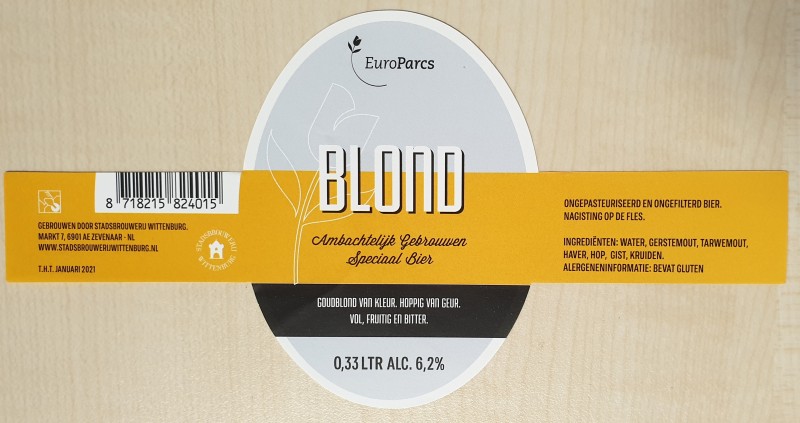 EuroParcs
BLOND
Ambachtelijk Gebrouwen
Speciaal Bier
GOUDBLOND VAN KLEUR. HOPPIG VAN GEUR.
VOL, FRUITIG EN BITTER.
0,33 LTR ALC. 6,2%
8 718215 824015
GEBROUWEN DOOR STADSBROUWERIJ WITTENBURG.
MARKT 7, 6901 AE ZEVENAAR - NL
WWW.STADSBROUWERIJWITTENBURG.NL
T.H.T. JANUARI 2021
STADSBROUWERIJ
WITTENBURG
ONGEPASTEURISEERD EN ONGEFILTERD BIER.
NAGISTING OP DE FLES.
INGREDIËNTEN: WATER, GERSTEMOUT, TARWEMOUT,
HAVER, HOP, GIST, KRUIDEN.
ALERGENENINFORMATIE: BEVAT GLUTEN